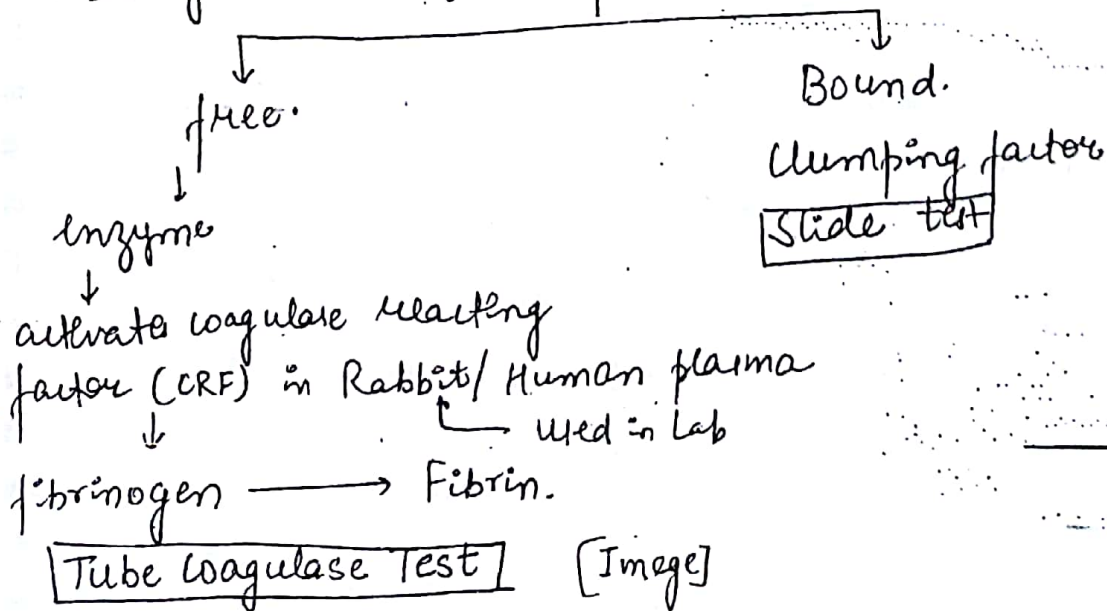 free.
Bound.
Clumping factor
Slide test
enzyme
activates coagulase reacting
factor (CRF) in Rabbit/ Human plasma
used in Lab
fibrinogen → Fibrin.
Tube Coagulase Test [Image]